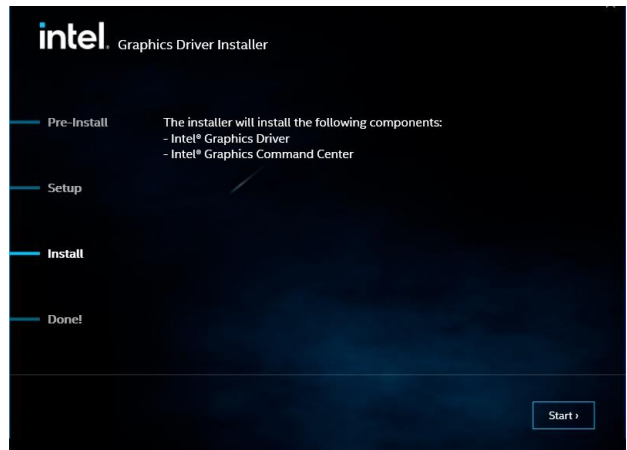 intel. Graphics Driver Installer
Pre-Install
The installer will install the following components:
- Intel® Graphics Driver
- Intel® Graphics Command Center
Setup
Install
Done!
Start ›